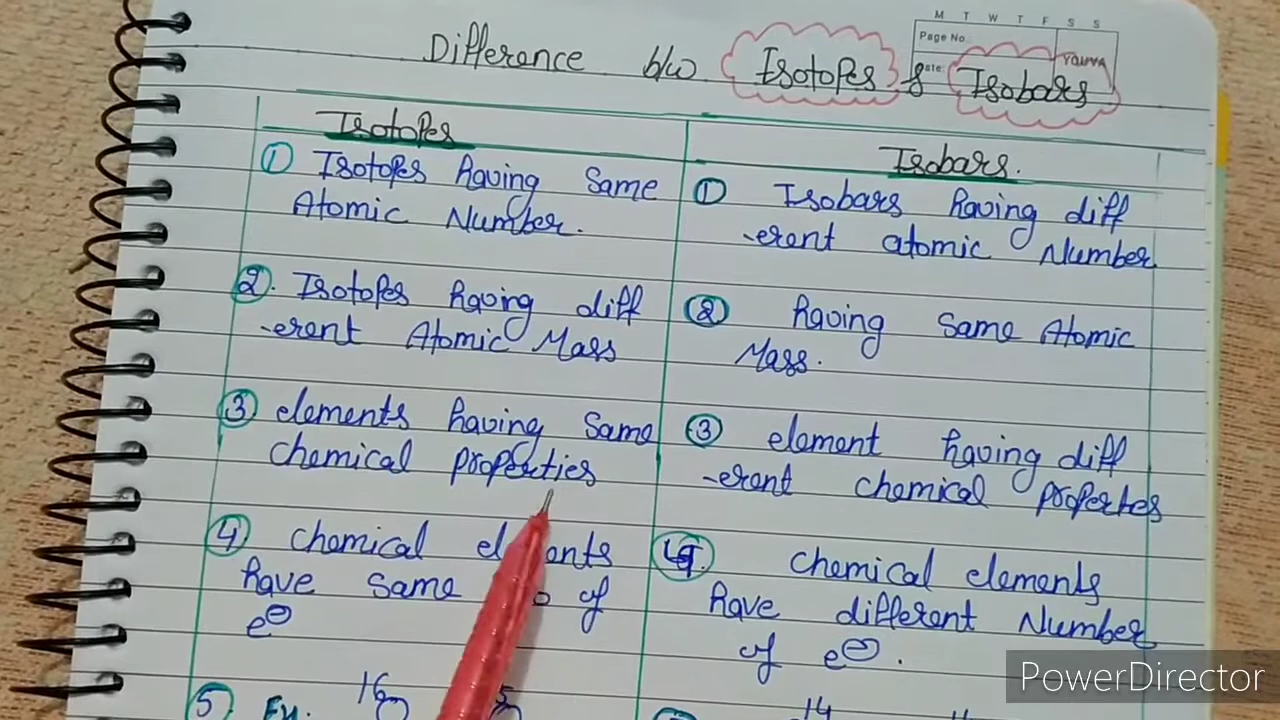 M T W T F S S
Page No.
Date:
YOUVA
Difference b/w Isotopes & Isobars
Isotopes
① Isotopes having same
Atomic Number.
②. Isotopes having diff
-erent Atomic Mass
③ elements having same
chemical properties
④ chemical elements
have same of
e⊖
⑤ Ex. 16
Isobars.
① Isobars having diff
-erent atomic Number
② having same Atomic
Mass.
③ element having diff
-erent chemical propertes
④. chemical elements
have different Number
of e⊖.
14
PowerDirector